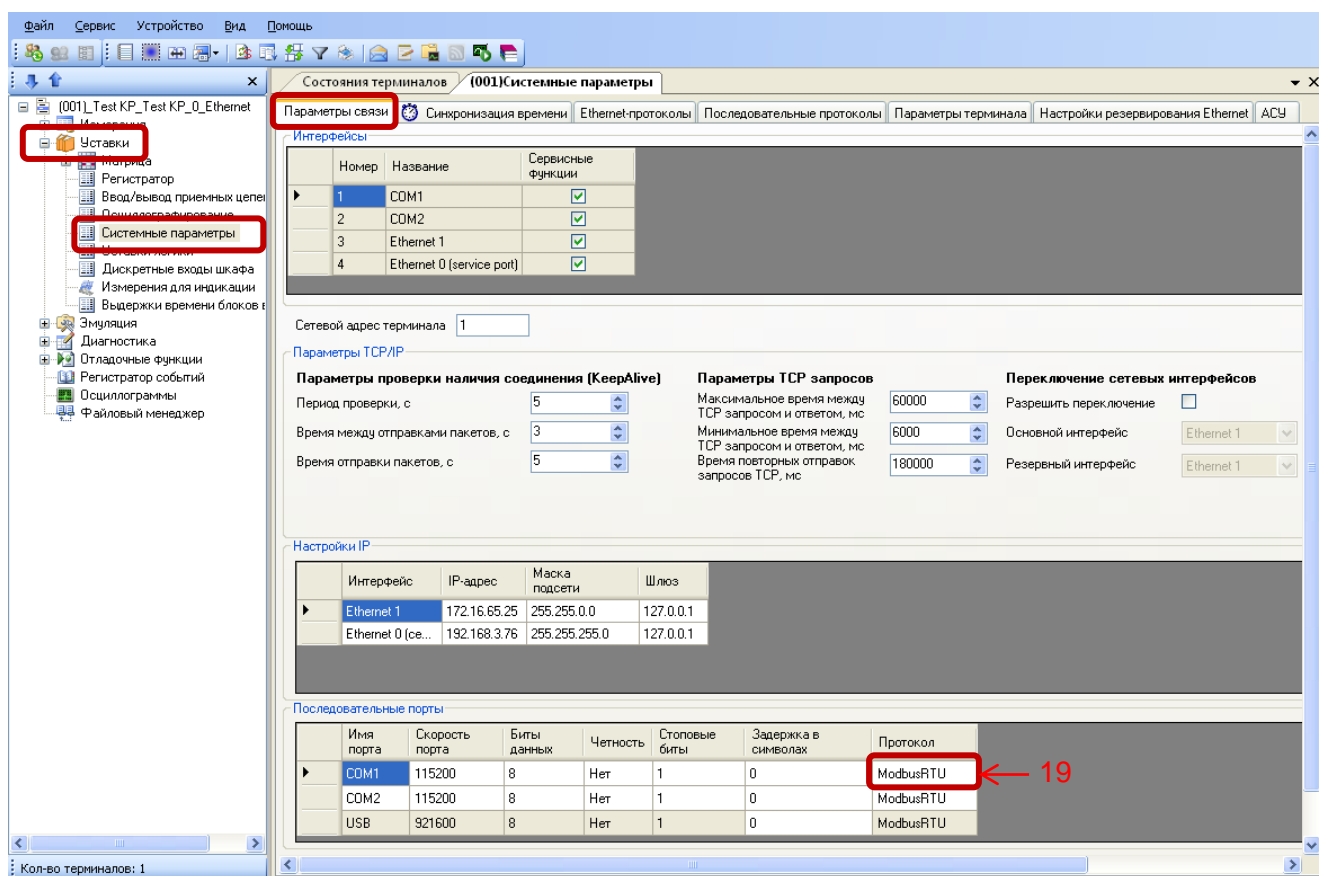 Файл Сервис Устройство Вид Помощь
(001)_Test KP_Test KP_0_Ethernet
Измерения
Уставки
Матрица
Регистратор
Ввод/вывод приемных цепе
Осциллографирование
Системные параметры
Уставки логики
Дискретные входы шкафа
Измерения для индикации
Выдержки времени блоков в
Эмуляция
Диагностика
Отладочные функции
Регистратор событий
Осциллограммы
Файловый менеджер
Кол-во терминалов: 1
Состояния терминалов (001)Системные параметры
Параметры связи Синхронизация времени Ethernet-протоколы Последовательные протоколы Параметры терминала Настройки резервирования Ethernet АСУ
Интерфейсы
Номер Название Сервисные функции
1 COM1
2 COM2
3 Ethernet 1
4 Ethernet 0 (service port)
Сетевой адрес терминала 1
Параметры TCP/IP
Параметры проверки наличия соединения (KeepAlive)
Период проверки, с 5
Время между отправками пакетов, с 3
Время отправки пакетов, с 5
Параметры TCP запросов
Максимальное время между TCP запросом и ответом, мс 60000
Минимальное время между TCP запросом и ответом, мс 6000
Время повторных отправок запросов TCP, мс 180000
Переключение сетевых интерфейсов
Разрешить переключение
Основной интерфейс Ethernet 1
Резервный интерфейс Ethernet 1
Настройки IP
Интерфейс IP-адрес Маска подсети Шлюз
Ethernet 1 172.16.65.25 255.255.0.0 127.0.0.1
Ethernet 0 (се... 192.168.3.76 255.255.255.0 127.0.0.1
Последовательные порты
Имя порта Скорость порта Биты данных Четность Стоповые биты Задержка в символах Протокол
COM1 115200 8 Нет 1 0 ModbusRTU 19
COM2 115200 8 Нет 1 0 ModbusRTU
USB 921600 8 Нет 1 0 ModbusRTU